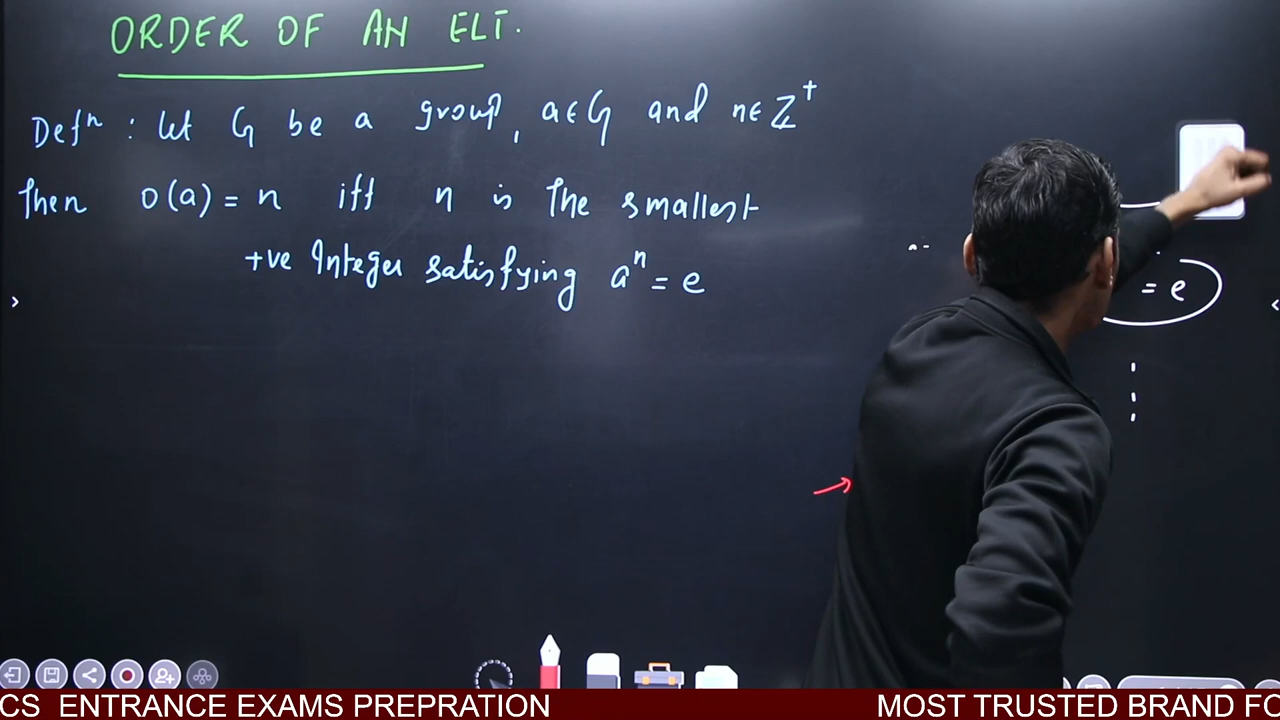 ORDER OF AN ELT.
Defⁿ : let G be a group, a∈G and n∈Z⁺
Then o(a) = n iff n is the smallest
+ve Integer satisfying aⁿ = e
= e
CS ENTRANCE EXAMS PREPRATION MOST TRUSTED BRAND FO